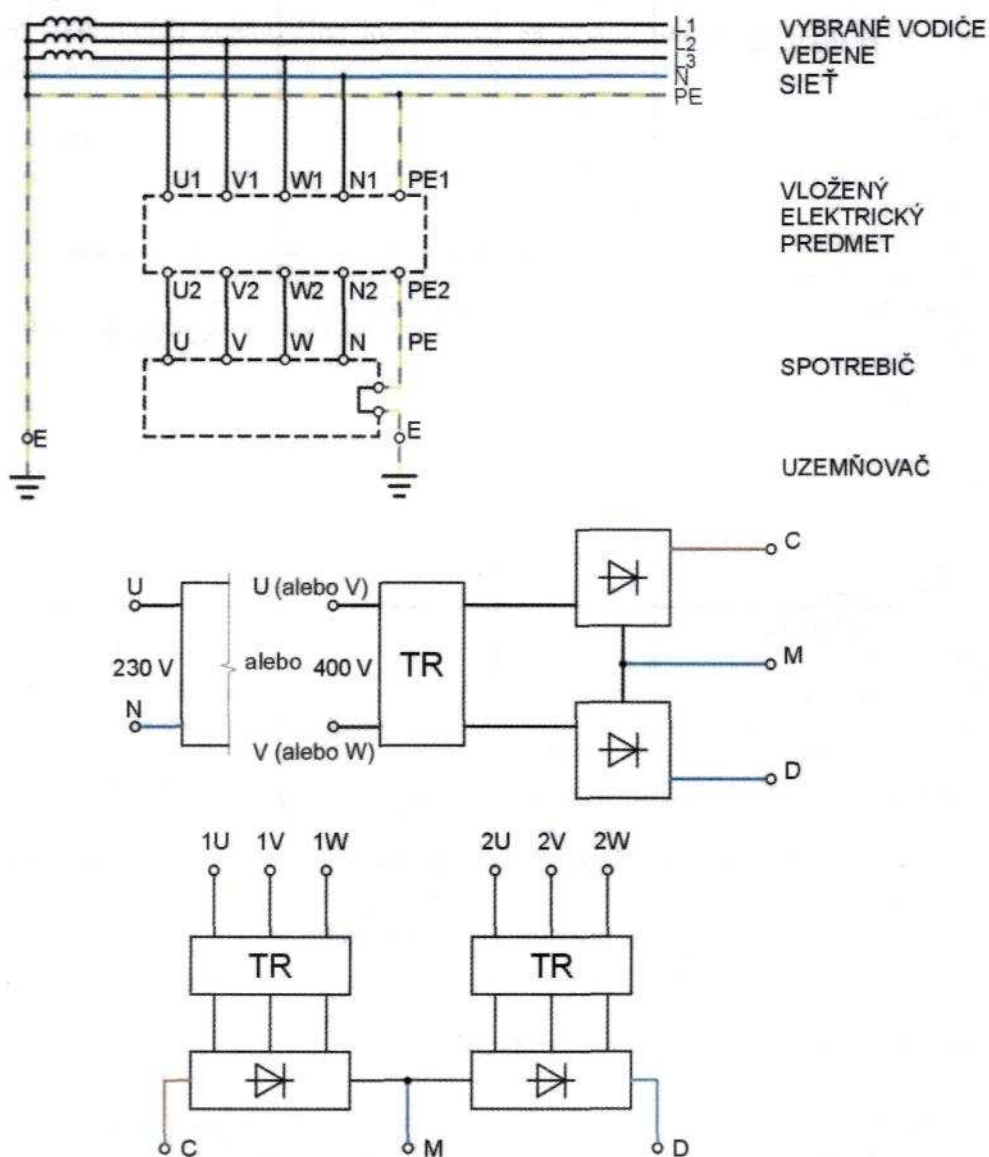 L1
L2
L3
N
PE
VYBRANÉ VODIČE
VEDENE
SIEŤ
U1 V1 W1 N1 PE1
VLOŽENÝ
ELEKTRICKÝ
PREDMET
U2 V2 W2 N2 PE2
U V W N PE
SPOTREBIČ
E E
UZEMŇOVAČ
C
U U (alebo V)
230 V alebo 400 V TR M
N
V (alebo W)
D
1U 1V 1W 2U 2V 2W
TR TR
C M D